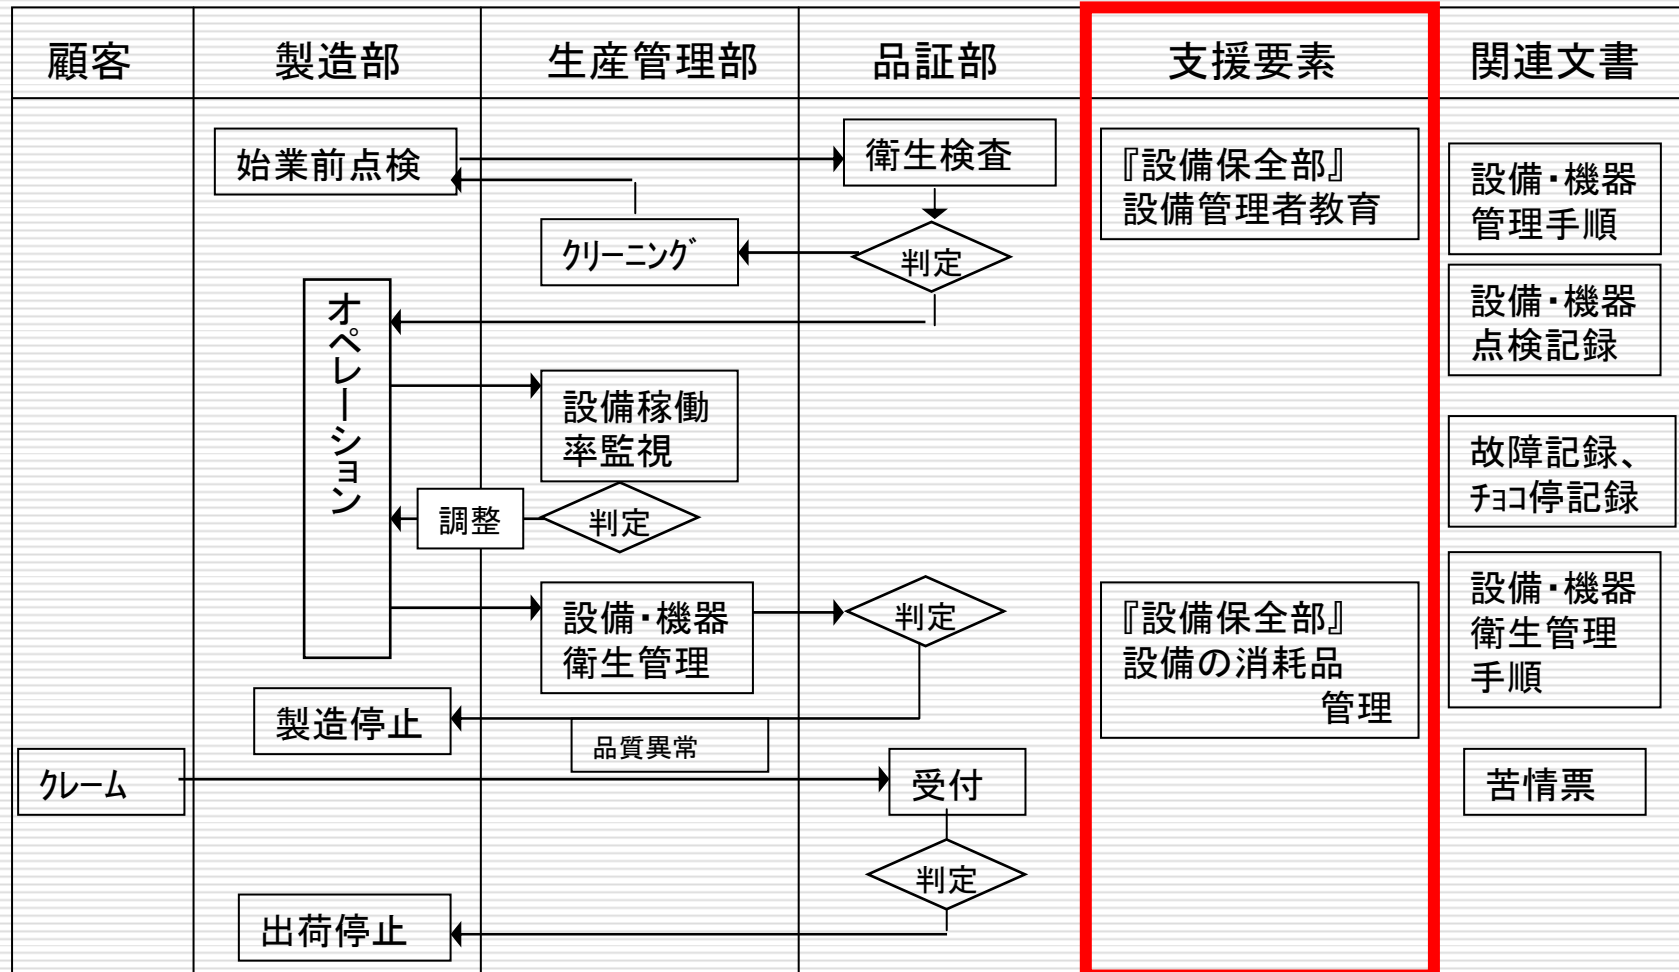 顧客
製造部
生産管理部
品証部
支援要素
関連文書
始業前点検
衛生検査
『設備保全部』
設備管理者教育
設備・機器
管理手順
クリーニング
判定
設備・機器
点検記録
オペレーション
設備稼働
率監視
故障記録、
チョコ停記録
調整
判定
設備・機器
衛生管理
判定
『設備保全部』
設備の消耗品
管理
設備・機器
衛生管理
手順
製造停止
品質異常
クレーム
受付
苦情票
判定
出荷停止